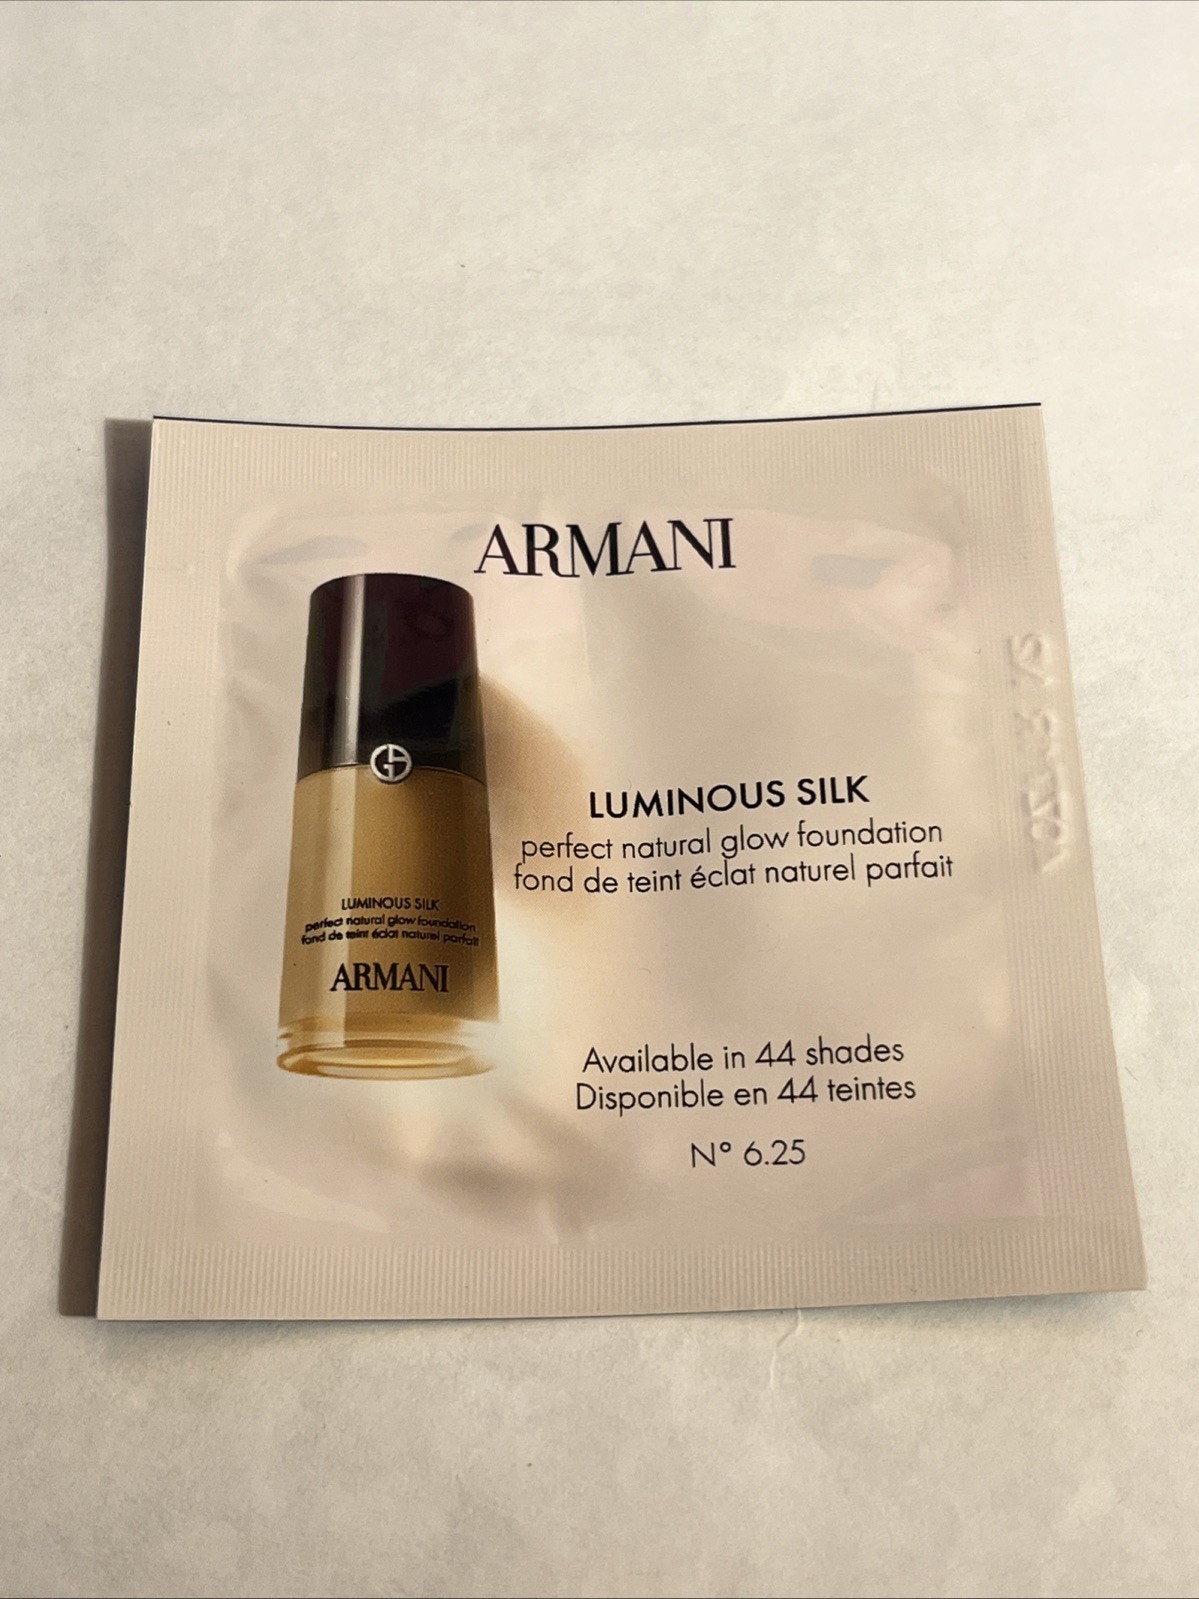 ARMANI
LUMINOUS SILK
perfect natural glow foundation
fond de teint éclat naturel parfait
Available in 44 shades
Disponible en 44 teintes
N° 6.25
LUMINOUS SILK
perfect natural glow foundation
fond de teint éclat naturel parfait
ARMANI